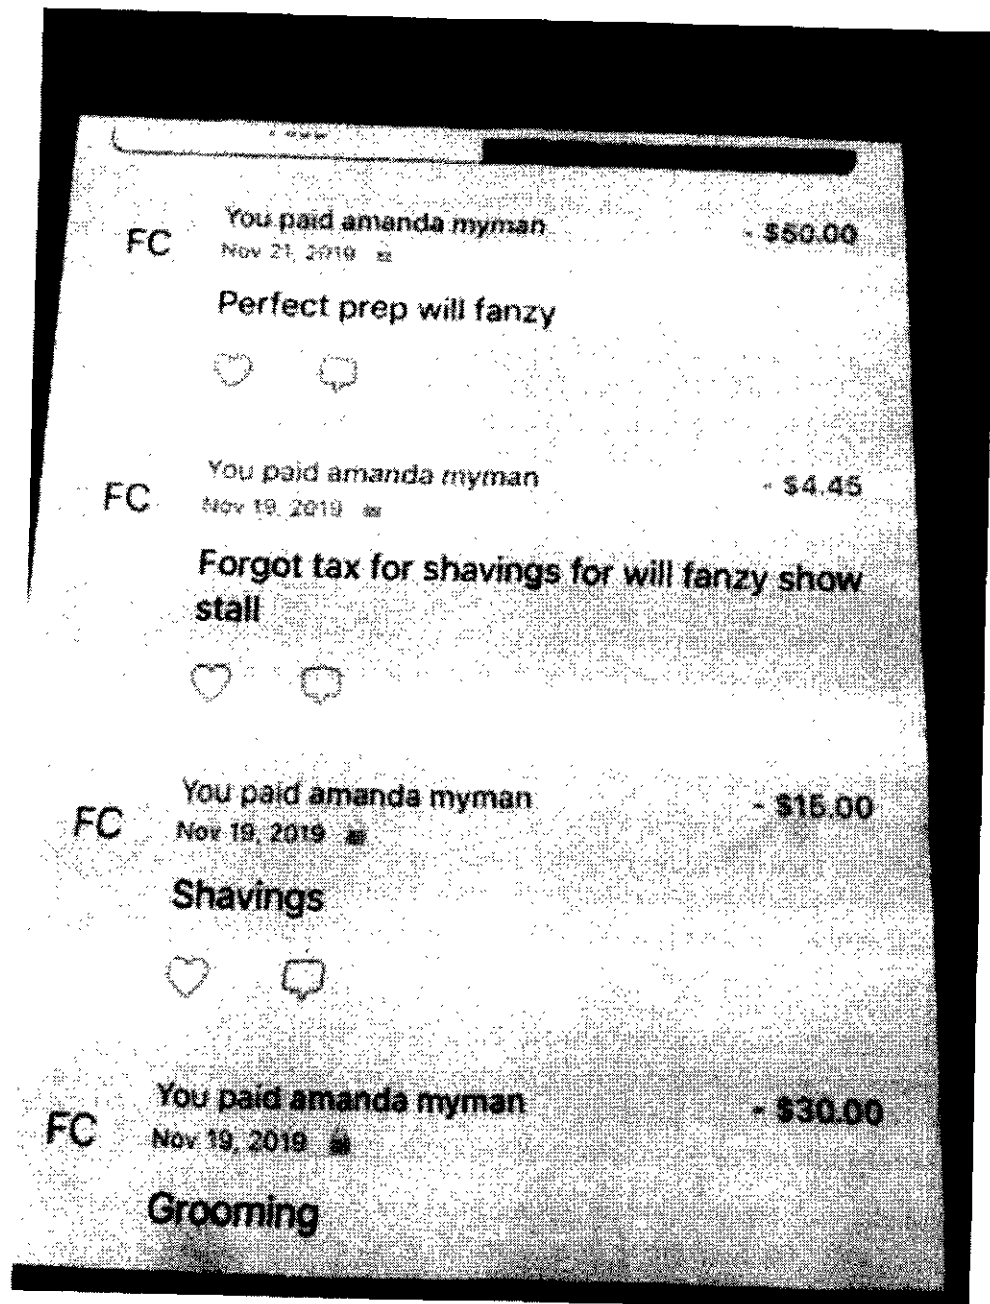 FC
You paid amanda myman
- $50.00
Nov 21, 2019
Perfect prep will fanzy
FC
You paid amanda myman
- $4.45
Nov 19, 2019
Forgot tax for shavings for will fanzy show
stall
FC
You paid amanda myman
- $15.00
Nov 19, 2019
Shavings
FC
You paid amanda myman
- $30.00
Nov 19, 2019
Grooming